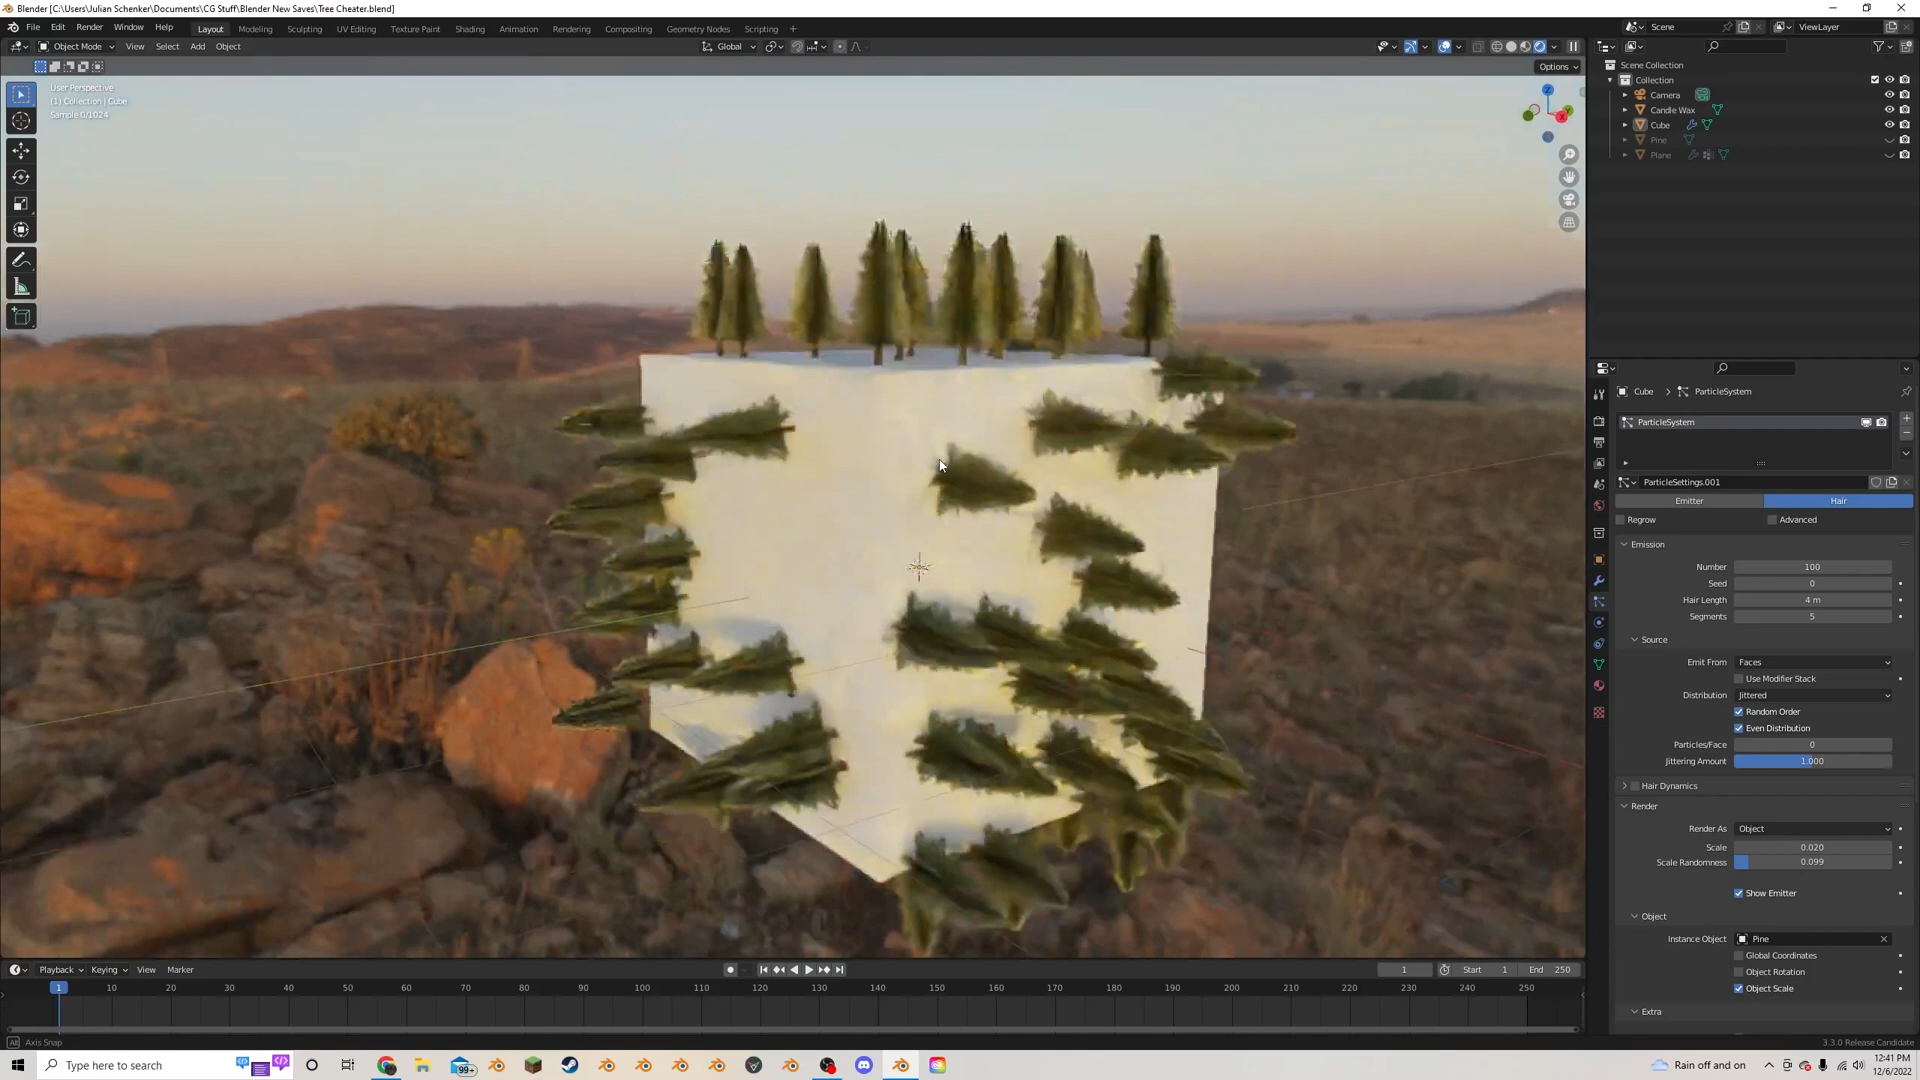 Blender [C:\Users\Julian Schenker\Documents\CG Stuff\Blender New Saves\Tree Cheater.blend]
File Edit Render Window Help Layout Modeling Sculpting UV Editing Texture Paint Shading Animation Rendering Compositing Geometry Nodes Scripting + Scene ViewLayer
Object Mode View Select Add Object Global
Options
User Perspective
(1) Collection | Cube
Sample 0/1024
Z
Y
X
Scene Collection
Collection
Camera
Candle Wax
Cube
Pine
Plane
Cube > ParticleSystem
ParticleSystem
ParticleSettings.001
Emitter Hair
Regrow Advanced
Emission
Number 100
Seed 0
Hair Length 4 m
Segments 5
Source
Emit From Faces
Use Modifier Stack
Distribution Jittered
Random Order
Even Distribution
Particles/Face 0
Jittering Amount 1.000
Hair Dynamics
Render
Render As Object
Scale 0.020
Scale Randomness 0.099
Show Emitter
Object
Instance Object Pine
Global Coordinates
Object Rotation
Object Scale
Extra
Playback Keying View Marker 1 Start 1 End 250
1 10 20 30 40 50 60 70 80 90 100 110 120 130 140 150 160 170 180 190 200 210 220 230 240 250
Alt Axis Snap 3.3.0 Release Candidate
Type here to search 99+ Rain off and on 12:41 PM
12/6/2022